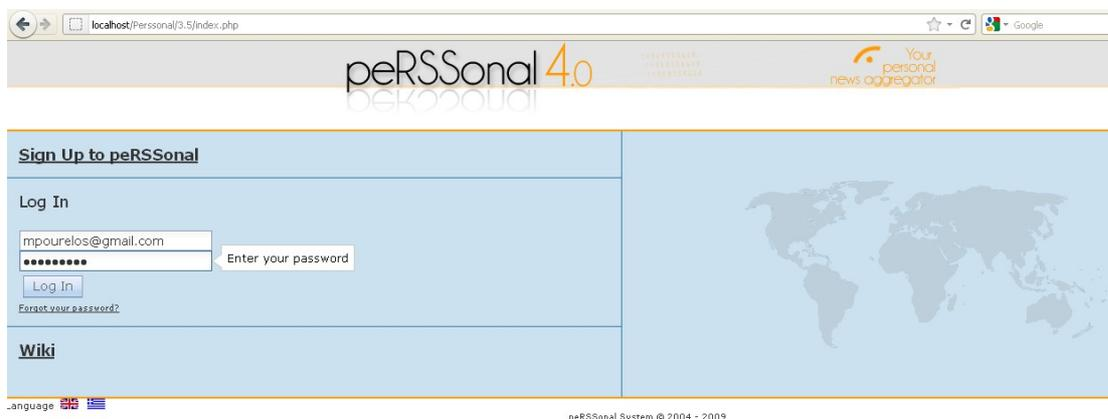 localhost/Perssonal/3.5/index.php
Google
peRSSonal 4.0
Your
personal
news aggregator
Sign Up to peRSSonal
Log In
mpourelos@gmail.com
•••••••••
Enter your password
Log In
Forgot your password?
Wiki
Language
peRSSonal System © 2004 - 2009